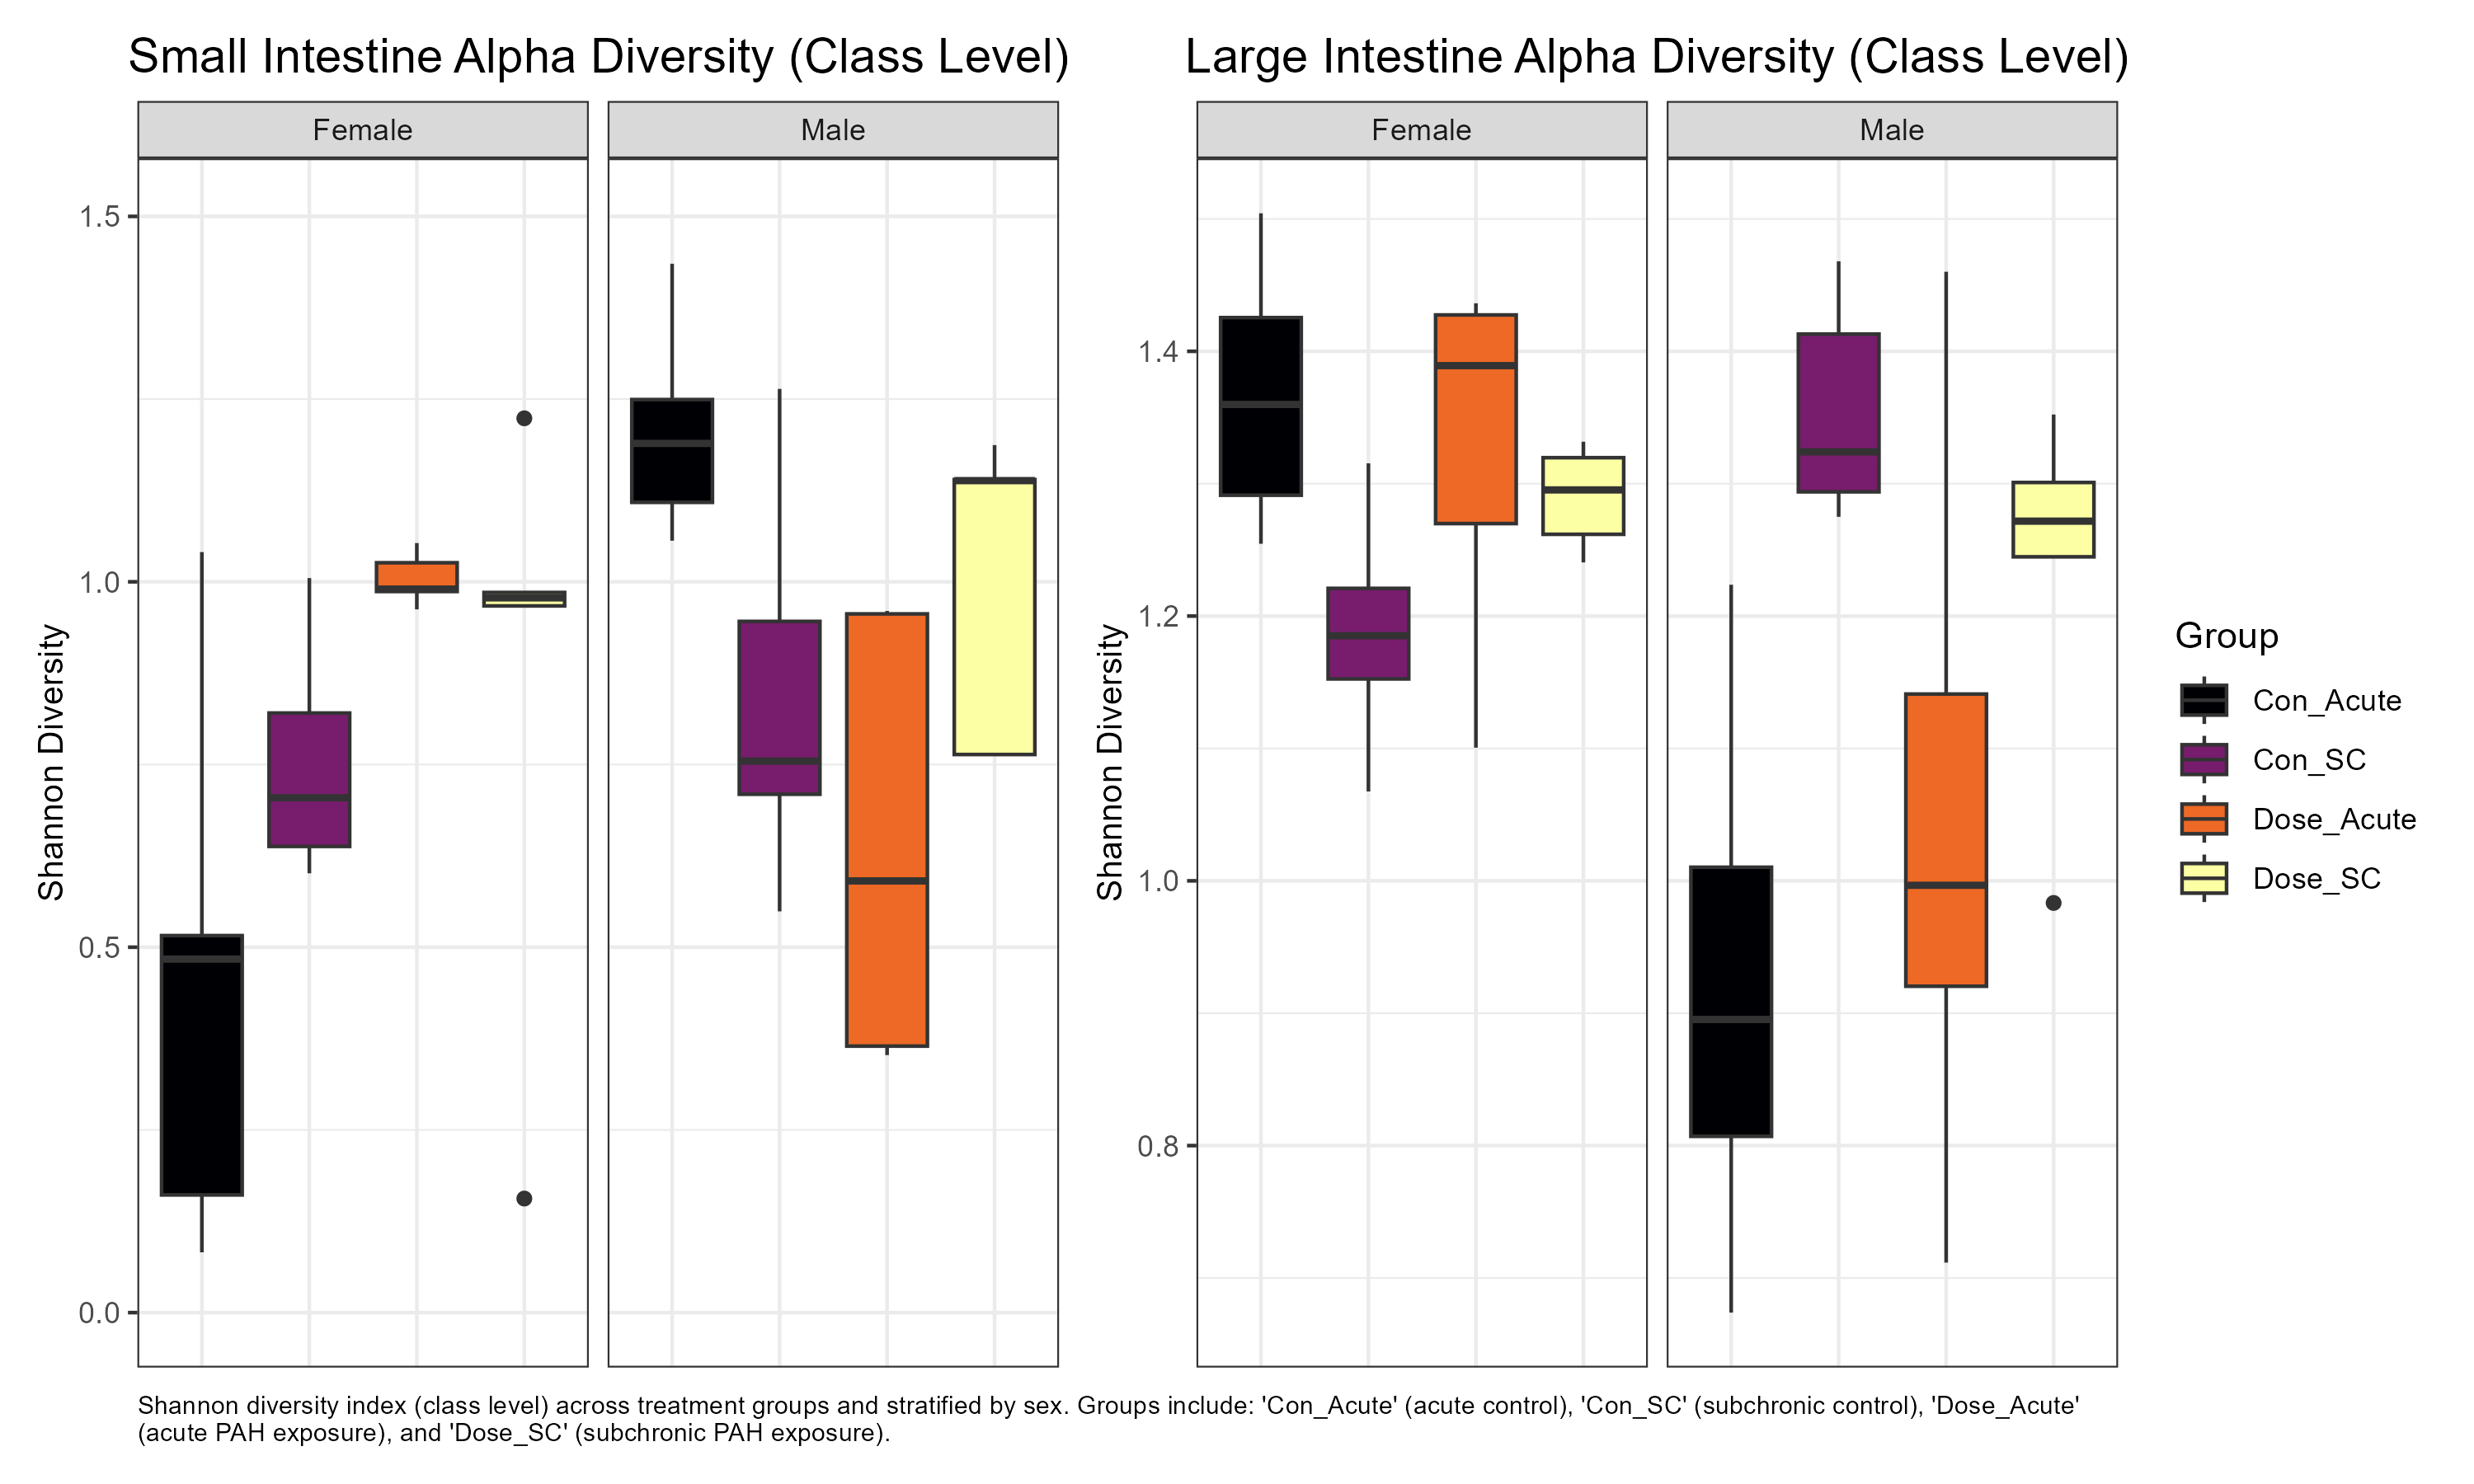 Small Intestine Alpha Diversity (Class Level)
Female
Male
Shannon Diversity
1.5
1.0
0.5
0.0
Large Intestine Alpha Diversity (Class Level)
Female
Male
Shannon Diversity
1.4
1.2
1.0
0.8
Group
Con_Acute
Con_SC
Dose_Acute
Dose_SC
Shannon diversity index (class level) across treatment groups and stratified by sex. Groups include: 'Con_Acute' (acute control), 'Con_SC' (subchronic control), 'Dose_Acute'
(acute PAH exposure), and 'Dose_SC' (subchronic PAH exposure).